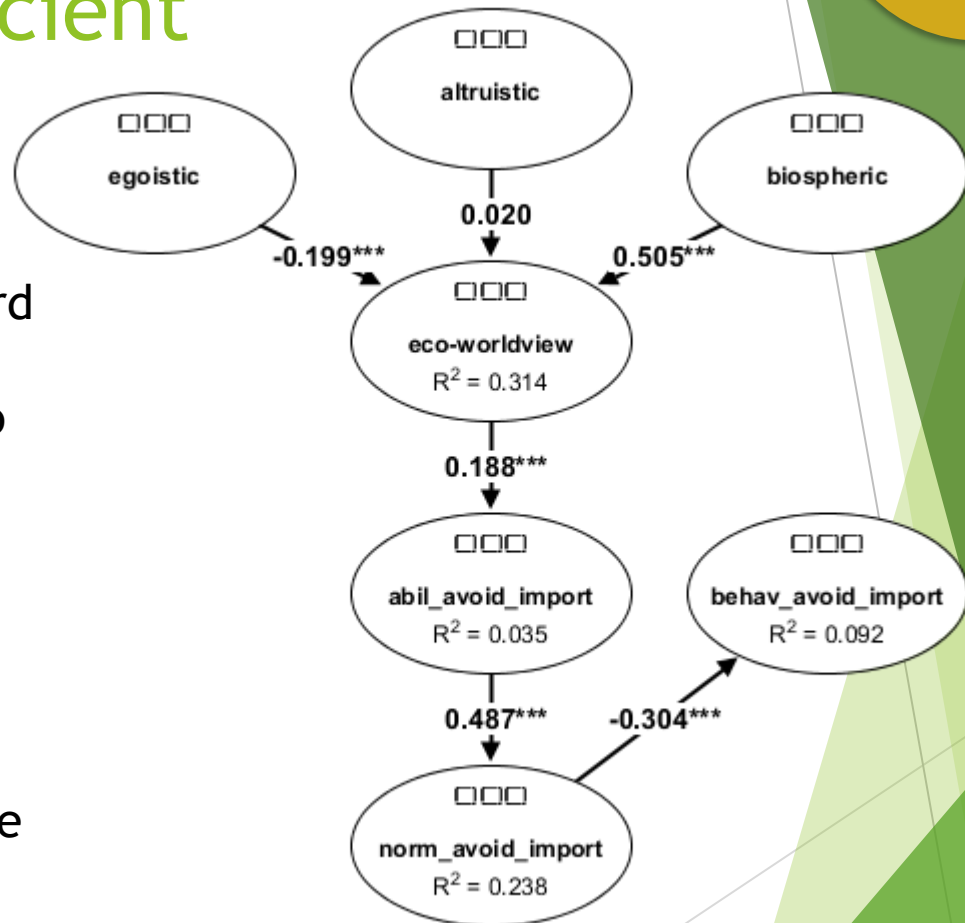 cient
altruistic
egoistic
biospheric
0.020
-0.199***
0.505***
rd
eco-worldview
R² = 0.314
o
0.188***
abil_avoid_import
R² = 0.035
behav_avoid_import
R² = 0.092
0.487***
-0.304***
e
norm_avoid_import
R² = 0.238